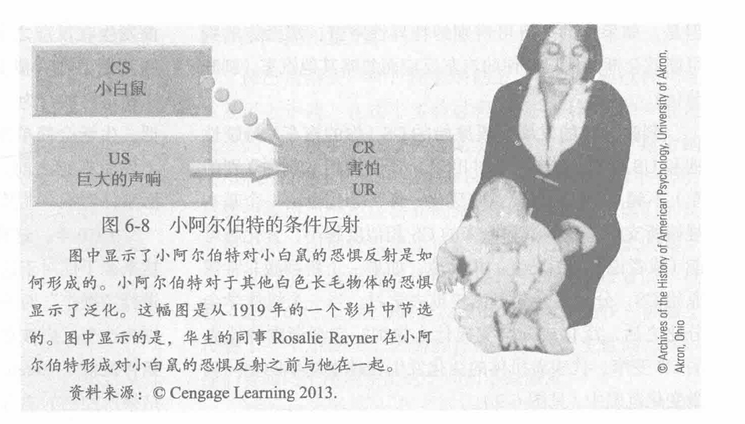 CS
小白鼠
US
巨大的声响
CR
害怕
UR
图 6-8 小阿尔伯特的条件反射
图中显示了小阿尔伯特对小白鼠的恐惧反射是如
何形成的。小阿尔伯特对于其他白色长毛物体的恐惧
显示了泛化。这幅图是从 1919 年的一个影片中节选
的。图中显示的是，华生的同事 Rosalie Rayner 在小阿
尔伯特形成对小白鼠的恐惧反射之前与他在一起。
资料来源：© Cengage Learning 2013.
© Archives of the History of American Psychology, University of Akron,
Akron, Ohio